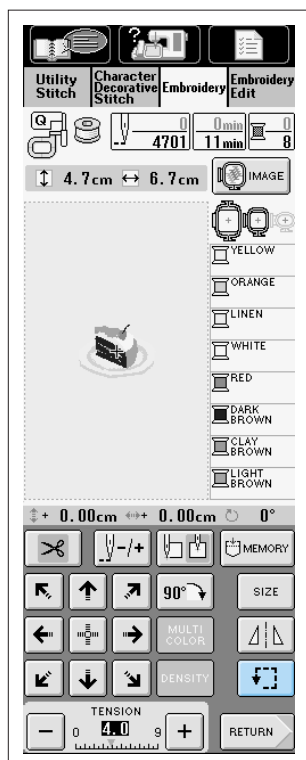 Utility Stitch
Character Decorative Stitch
Embroidery
Embroidery Edit
Q
0
4701
0min
11min
0
8
4.7cm
6.7cm
IMAGE
YELLOW
ORANGE
LINEN
WHITE
RED
DARK BROWN
CLAY BROWN
LIGHT BROWN
+ 0.00cm
+ 0.00cm
0°
-/+
MEMORY
90°
SIZE
MULTI COLOR
DENSITY
TENSION
−
0
4.0
9
+
RETURN